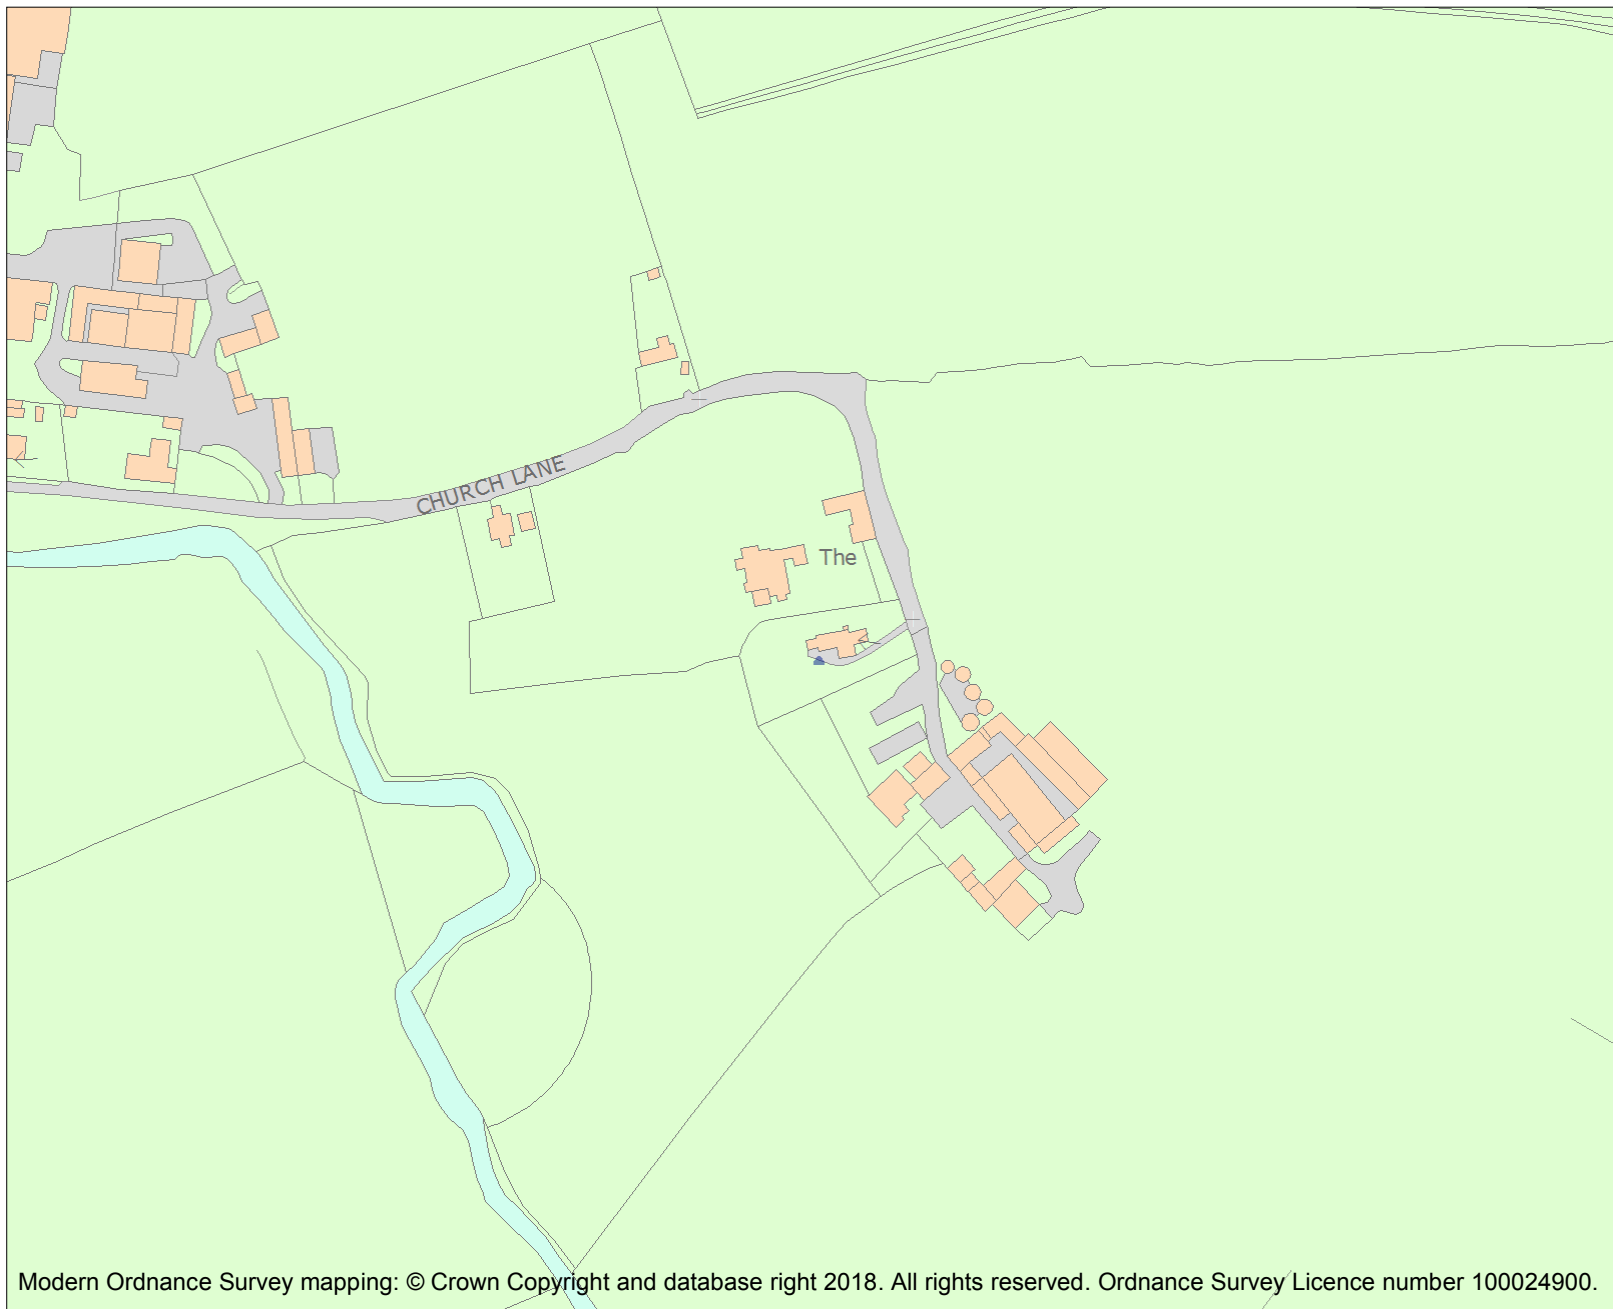 CHURCH LANE
The
Modern Ordnance Survey mapping: © Crown Copyright and database right 2018. All rights reserved. Ordnance Survey Licence number 100024900.